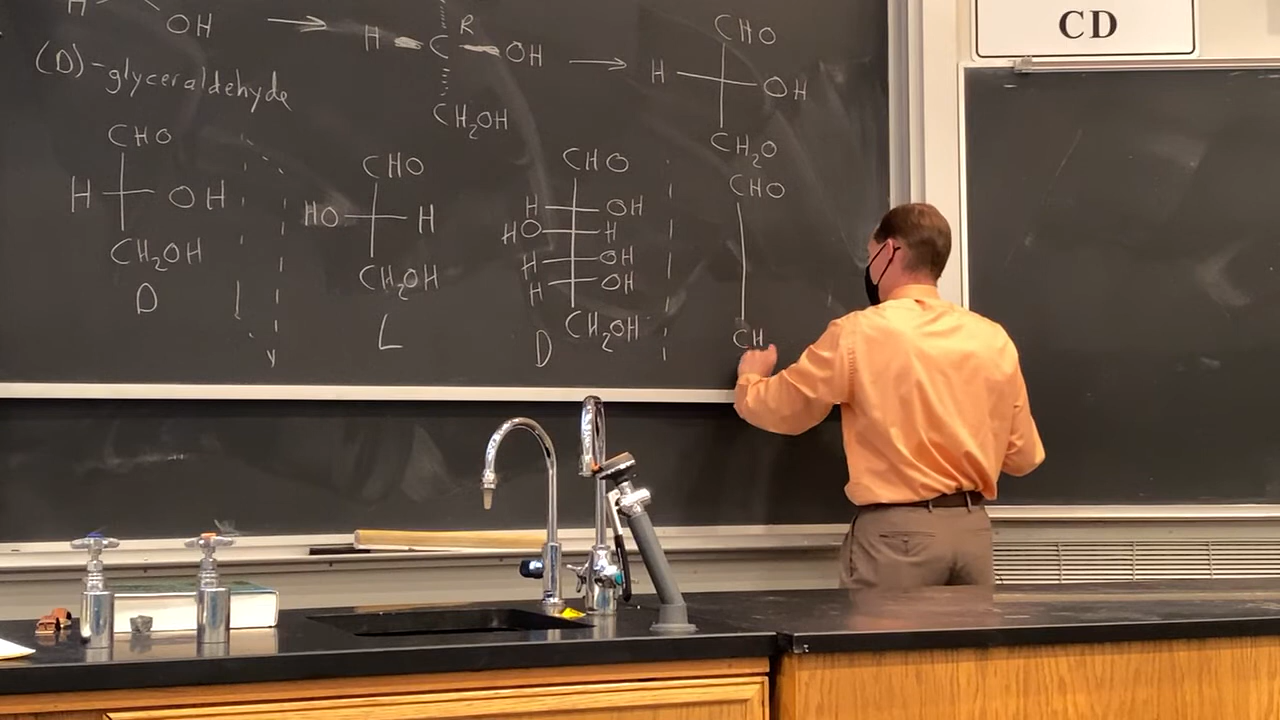 H OH → H C R OH CH₂OH → CHO H OH CH₂O
(D)-glyceraldehyde
CHO
H OH
CH₂OH
D
CHO
HO H
CH₂OH
L
CHO
H OH
HO H
H OH
H OH
CH₂OH
D
CHO
CH
CD